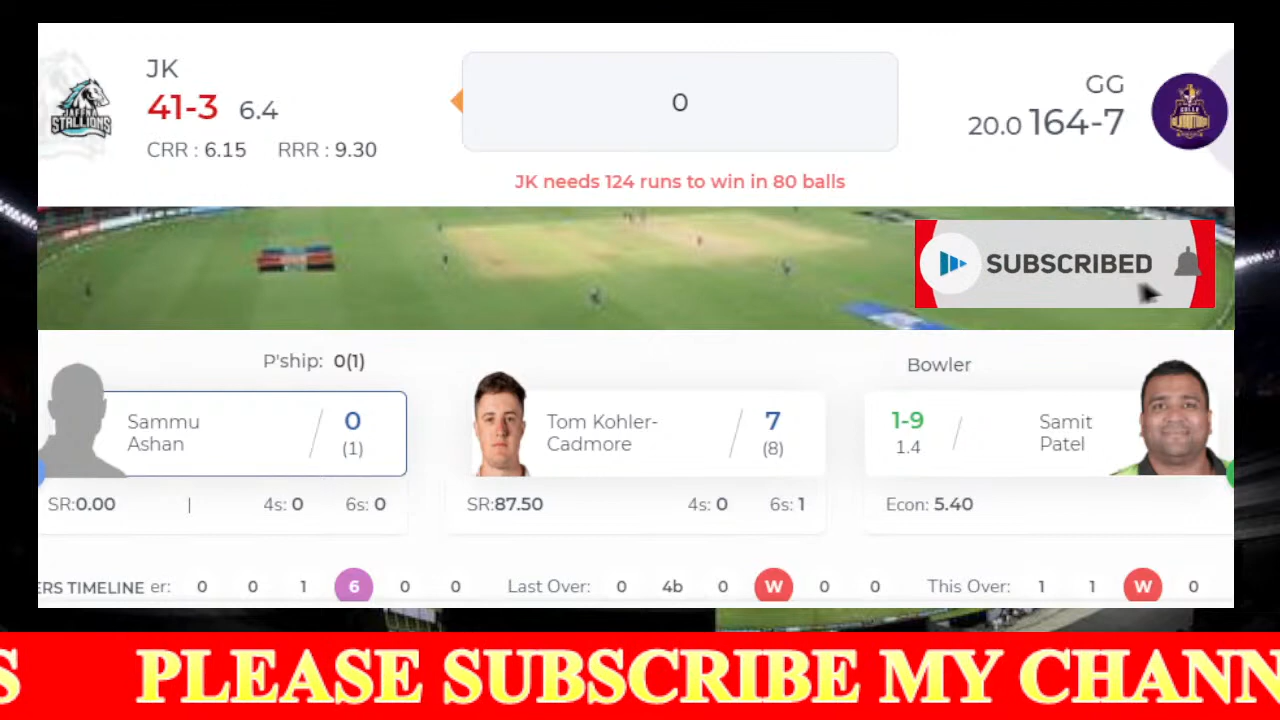 JK
41-3 6.4
CRR : 6.15 RRR : 9.30
JAFFNA
STALLIONS
0
GG
20.0 164-7
GALLE
JK needs 124 runs to win in 80 balls
SUBSCRIBED
P'ship: 0(1)
Sammu
Ashan
0
(1)
SR:0.00 | 4s: 0 6s: 0
Tom Kohler-
Cadmore
7
(8)
SR:87.50 4s: 0 6s: 1
Bowler
1-9
1.4
Samit
Patel
Econ: 5.40
ERS TIMELINE er: 0 0 1 6 0 0 Last Over: 0 4b 0 W 0 0 This Over: 1 1 W 0
S PLEASE SUBSCRIBE MY CHANN